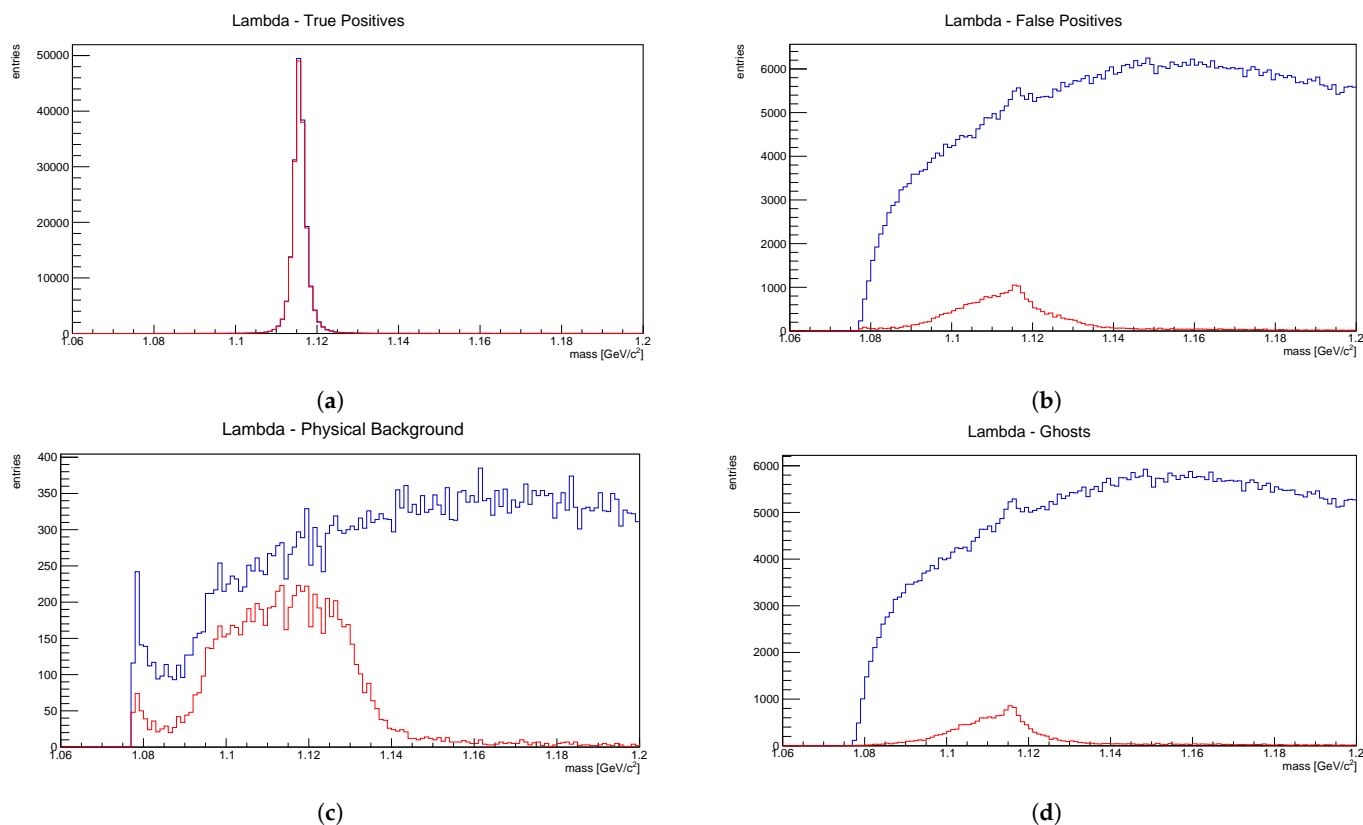 Lambda - True Positives
entries
50000
40000
30000
20000
10000
0
1.06 1.08 1.1 1.12 1.14 1.16 1.18 1.2
mass [GeV/c²]
(a)
Lambda - False Positives
entries
6000
5000
4000
3000
2000
1000
0
1.06 1.08 1.1 1.12 1.14 1.16 1.18 1.2
mass [GeV/c²]
(b)
Lambda - Physical Background
entries
400
350
300
250
200
150
100
50
0
1.06 1.08 1.1 1.12 1.14 1.16 1.18 1.2
mass [GeV/c²]
(c)
Lambda - Ghosts
entries
6000
5000
4000
3000
2000
1000
0
1.06 1.08 1.1 1.12 1.14 1.16 1.18 1.2
mass [GeV/c²]
(d)